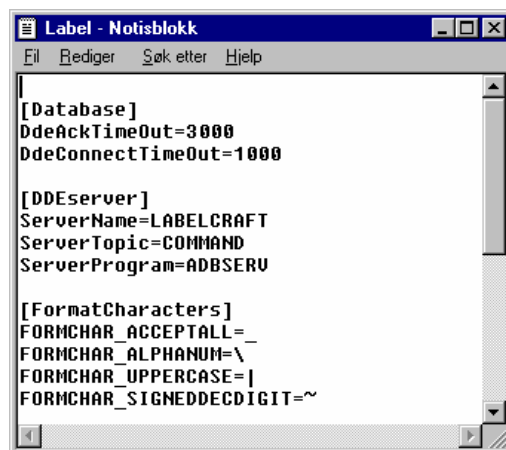 Label - Notisblokk
Fil Rediger Søk etter Hjelp
[Database]
DdeAckTimeOut=3000
DdeConnectTimeOut=1000
[DDEserver]
ServerName=LABELCRAFT
ServerTopic=COMMAND
ServerProgram=ADBSERV
[FormatCharacters]
FORMCHAR_ACCEPTALL=_
FORMCHAR_ALPHANUM=\
FORMCHAR_UPPERCASE=|
FORMCHAR_SIGNEDDECDIGIT=~